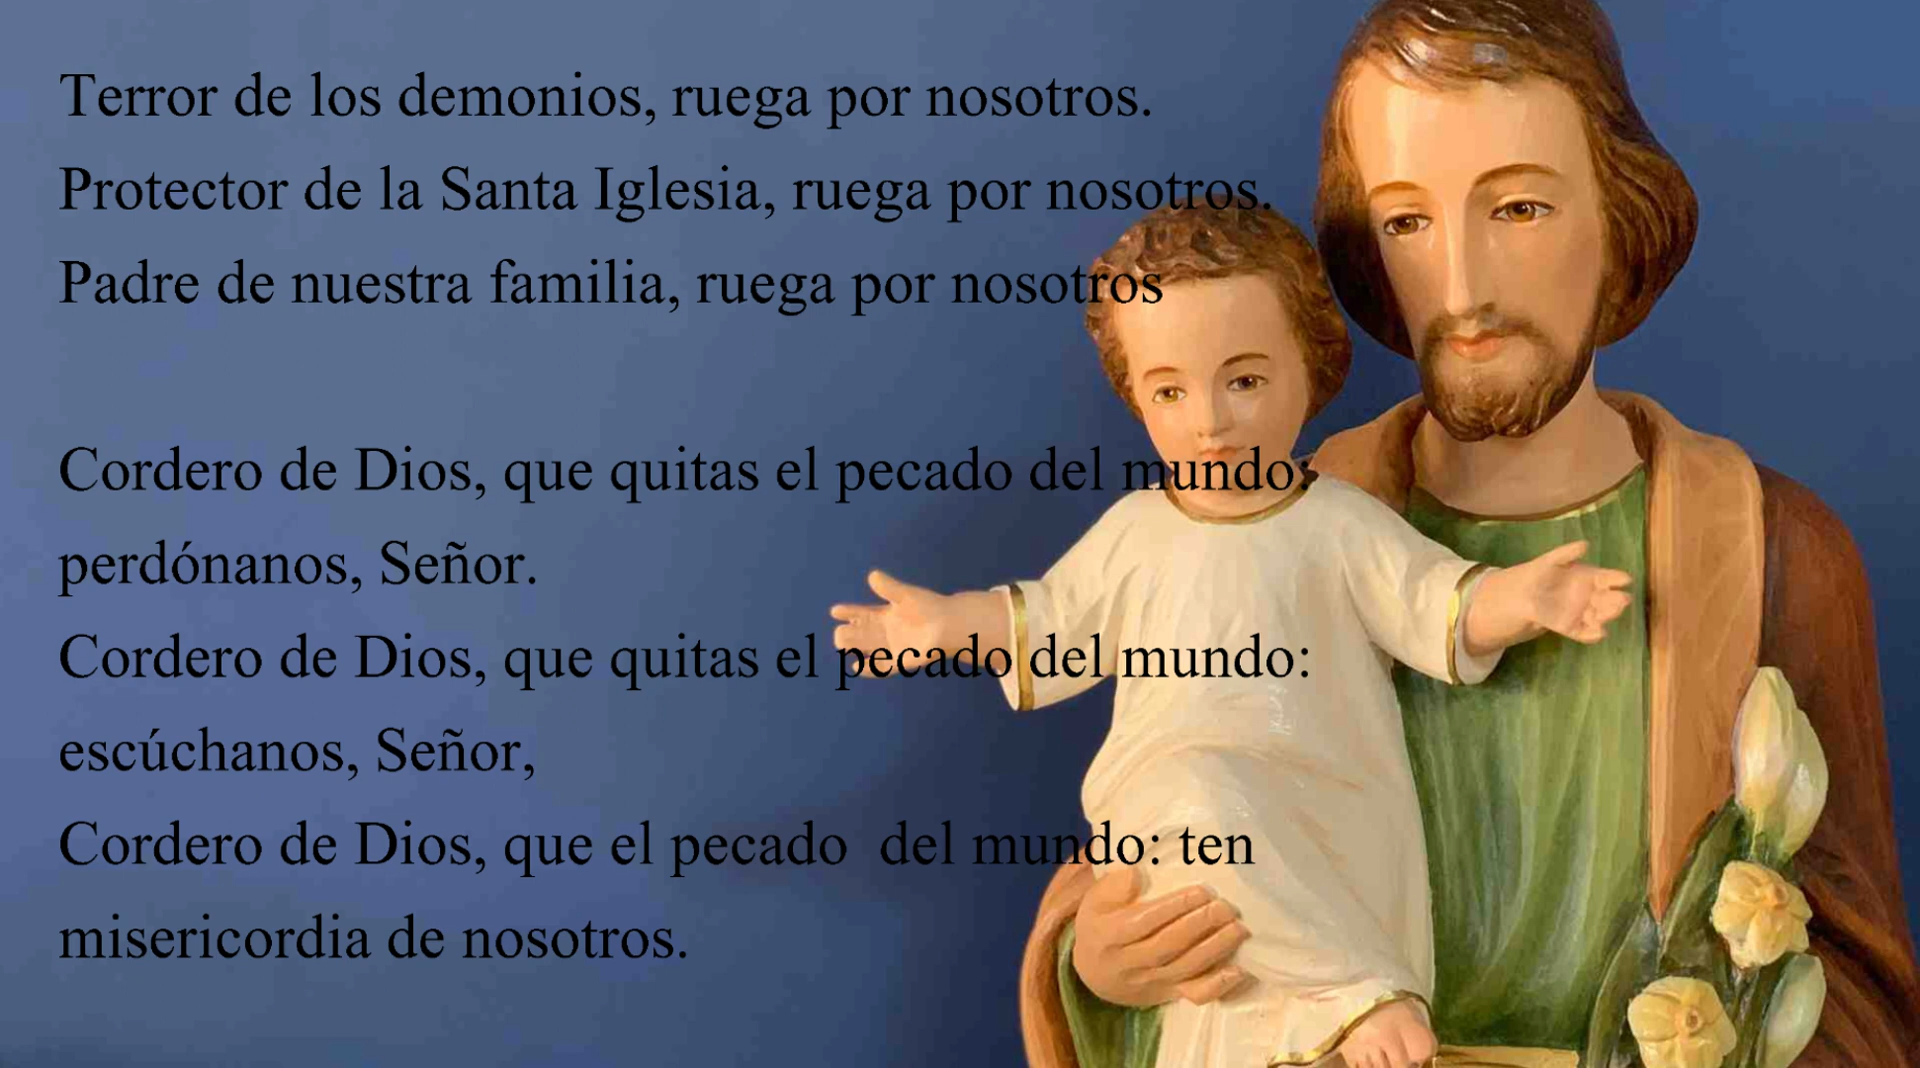 Terror de los demonios, ruega por nosotros.
Protector de la Santa Iglesia, ruega por nosotros.
Padre de nuestra familia, ruega por nosotros
Cordero de Dios, que quitas el pecado del mundo:
perdónanos, Señor.
Cordero de Dios, que quitas el pecado del mundo:
escúchanos, Señor,
Cordero de Dios, que el pecado  del mundo: ten
misericordia de nosotros.